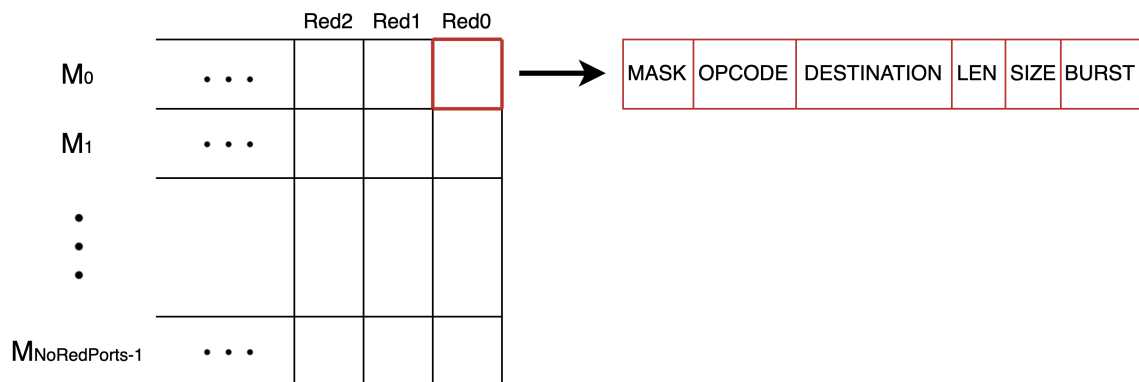 Red2 Red1 Red0
M0 • • • MASK OPCODE DESTINATION LEN SIZE BURST
M1 • • •
MNoRedPorts-1 • • •